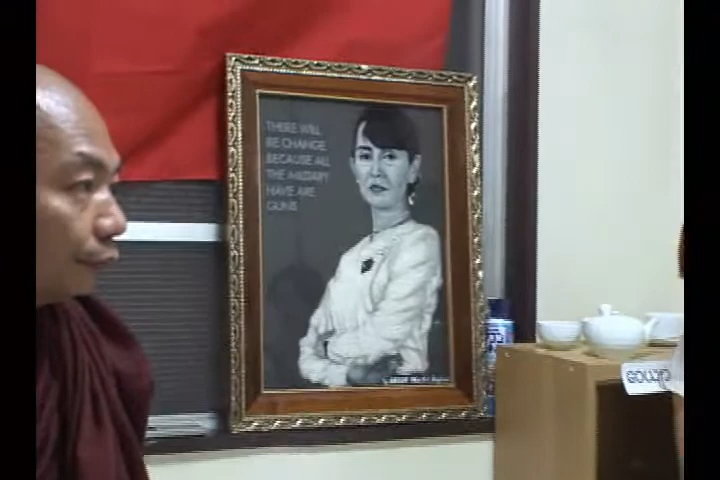 THERE WILL
BE CHANGE
BECAUSE ALL
THE MILITARY
HAVE ARE
GUNS